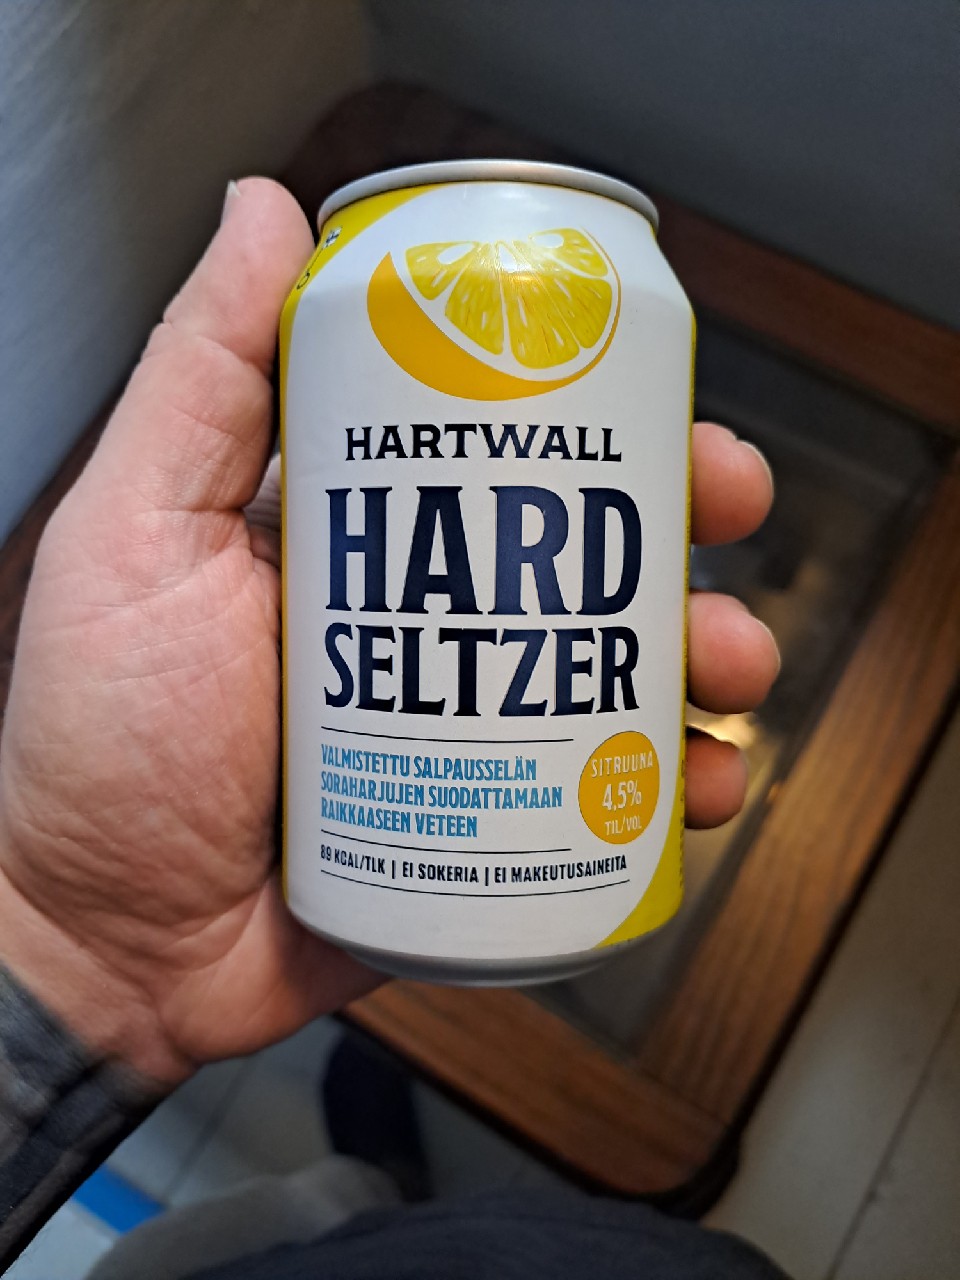 HARTWALL
HARD
SELTZER
VALMISTETTU SALPAUSSELÄN
SORAHARJUJEN SUODATTAMAAN
RAIKKAASEEN VETEEN
SITRUUNA
4,5%
TIL/VOL
89 KCAL/TLK | EI SOKERIA | EI MAKEUTUSAINEITA